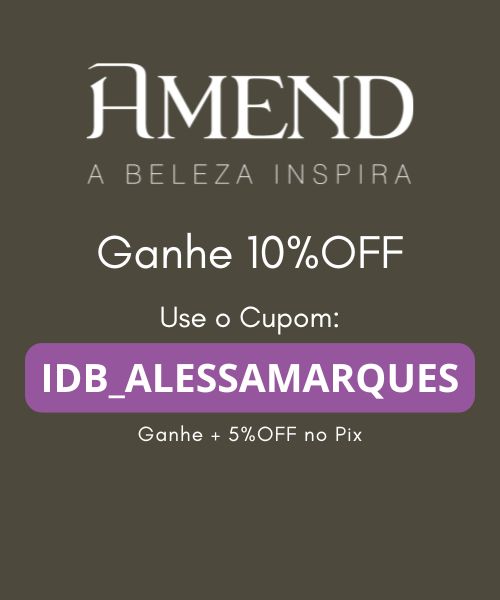 AMEND
A BELEZA INSPIRA
Ganhe 10%OFF
Use o Cupom:
IDB_ALESSAMARQUES
Ganhe + 5%OFF no Pix